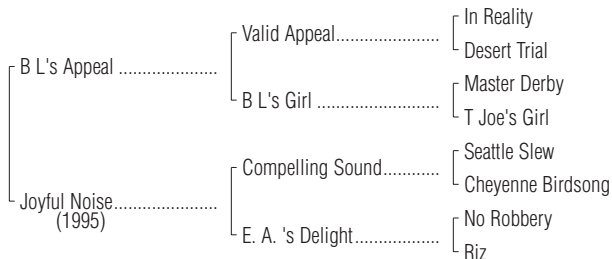 In Reality
Valid Appeal....................
Desert Trial
B L's Appeal ...................
Master Derby
B L's Girl .......................
T Joe's Girl
Seattle Slew
Compelling Sound...........
Cheyenne Birdsong
Joyful Noise....................
(1995)
No Robbery
E. A. 's Delight................
Riz